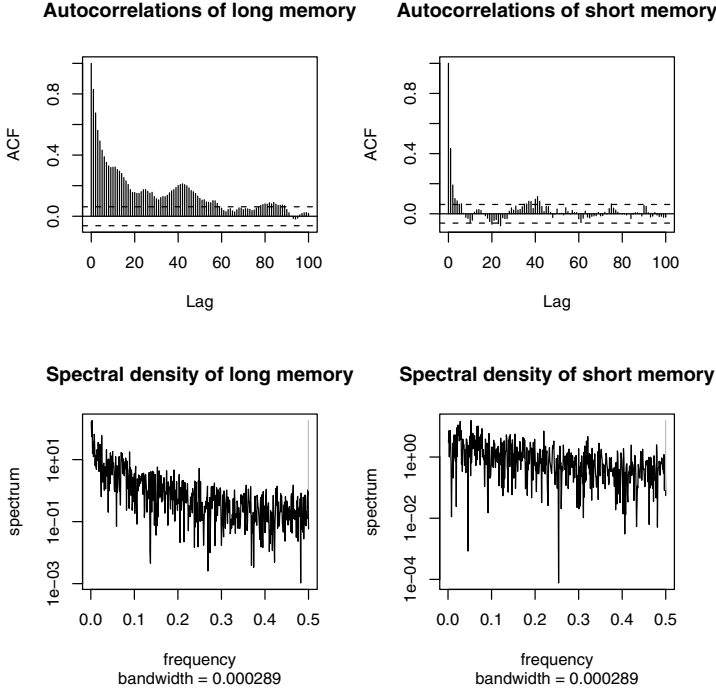 Autocorrelations of long memory
ACF
0.0 0.4 0.8
0 20 40 60 80 100
Lag
Autocorrelations of short memory
ACF
0.0 0.4 0.8
0 20 40 60 80 100
Lag
Spectral density of long memory
spectrum
1e−03 1e−01 1e+01
0.0 0.1 0.2 0.3 0.4 0.5
frequency
bandwidth = 0.000289
Spectral density of short memory
spectrum
1e−04 1e−02 1e+00
0.0 0.1 0.2 0.3 0.4 0.5
frequency
bandwidth = 0.000289